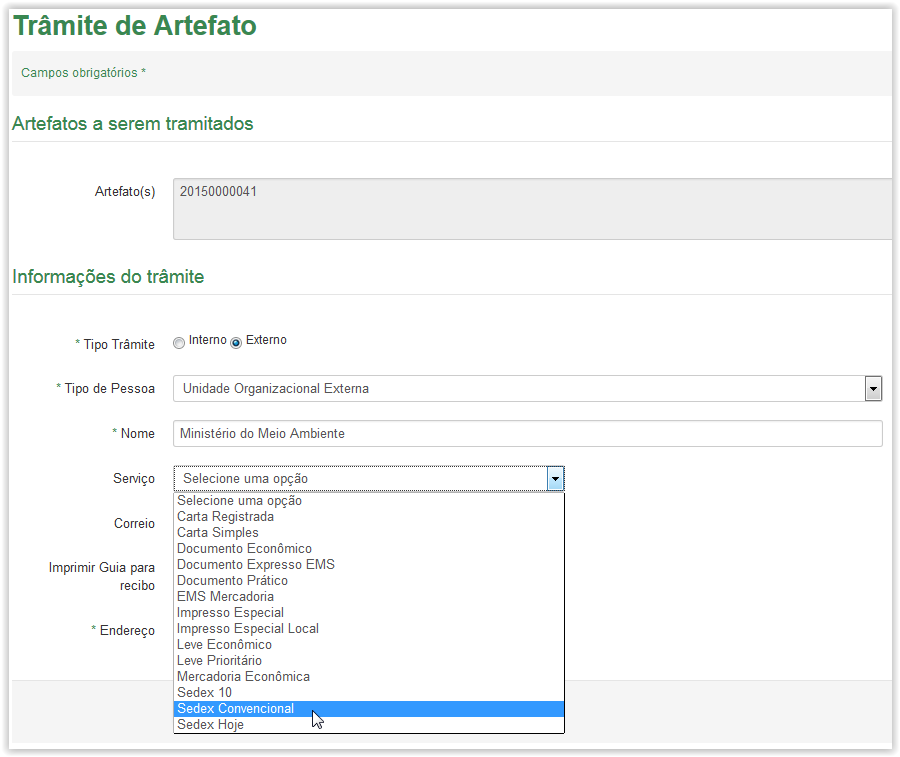 Trâmite de Artefato
Campos obrigatórios *
Artefatos a serem tramitados
Artefato(s) 20150000041
Informações do trâmite
* Tipo Trâmite Interno Externo
* Tipo de Pessoa Unidade Organizacional Externa
* Nome Ministério do Meio Ambiente
Serviço Selecione uma opção
Selecione uma opção
Carta Registrada
Carta Simples
Documento Econômico
Documento Expresso EMS
Documento Prático
EMS Mercadoria
Impresso Especial
Impresso Especial Local
Leve Econômico
Leve Prioritário
Mercadoria Econômica
Sedex 10
Sedex Convencional
Sedex Hoje
Correio
Imprimir Guia para
recibo
* Endereço